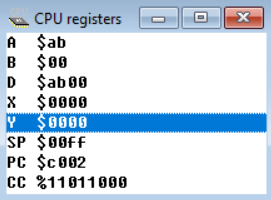 CPU registers
A $ab
B $00
D $ab00
X $0000
Y $0000
SP $00ff
PC $c002
CC %11011000